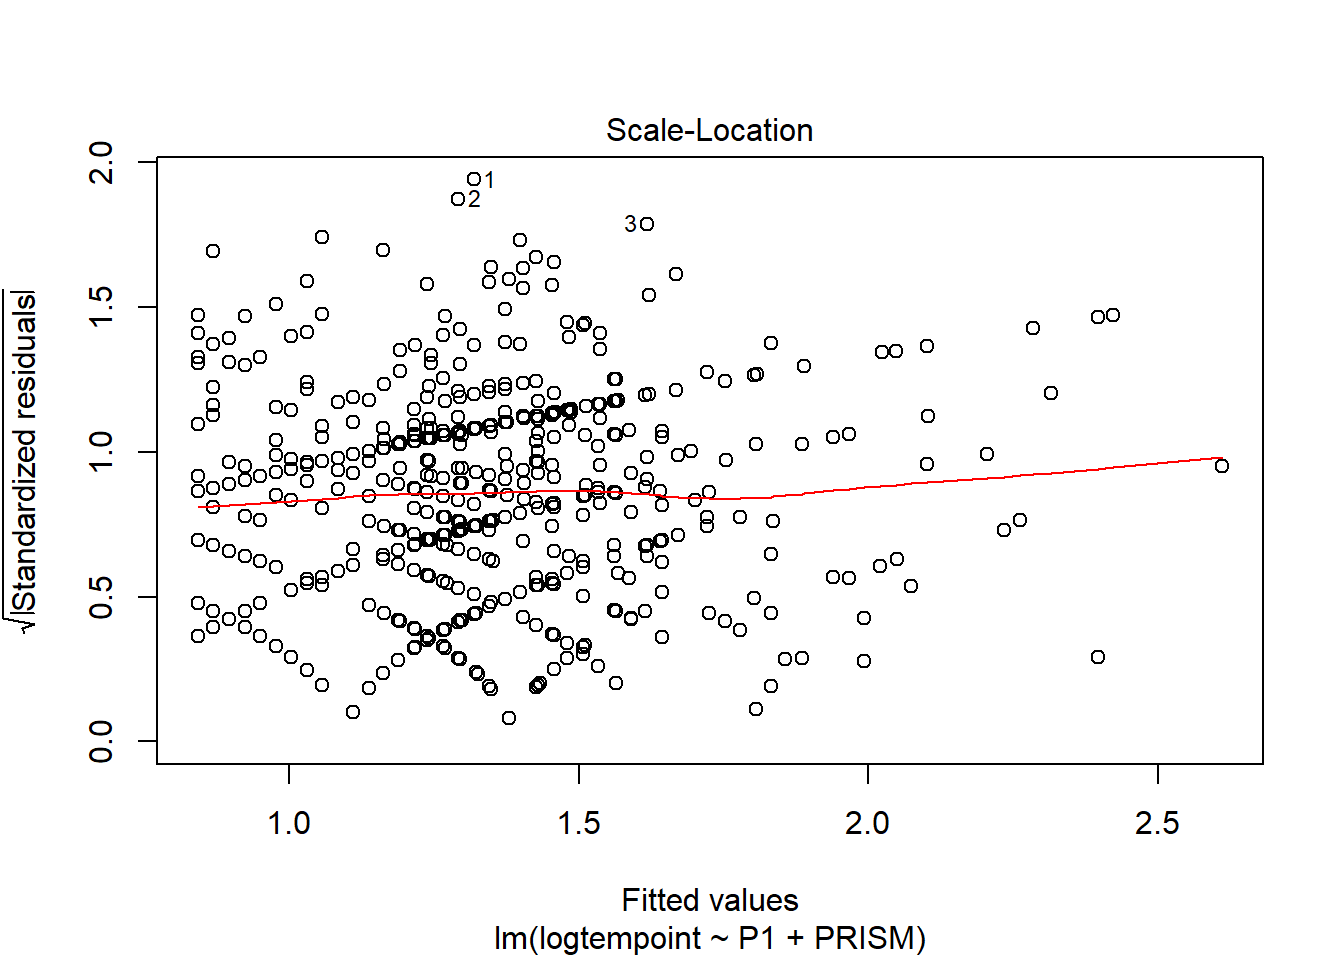 Scale-Location
√|Standardized residuals|
2.0
1.5
1.0
0.5
0.0
1
2
3
1.0 1.5 2.0 2.5
Fitted values
lm(logtempoint ~ P1 + PRISM)